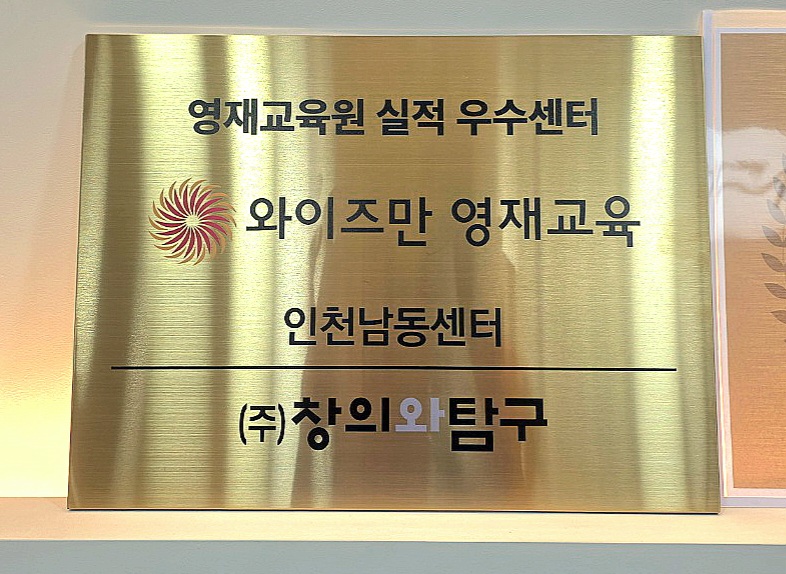 영재교육원 실적 우수센터
와이즈만 영재교육
인천남동센터
(주)창의와탐구